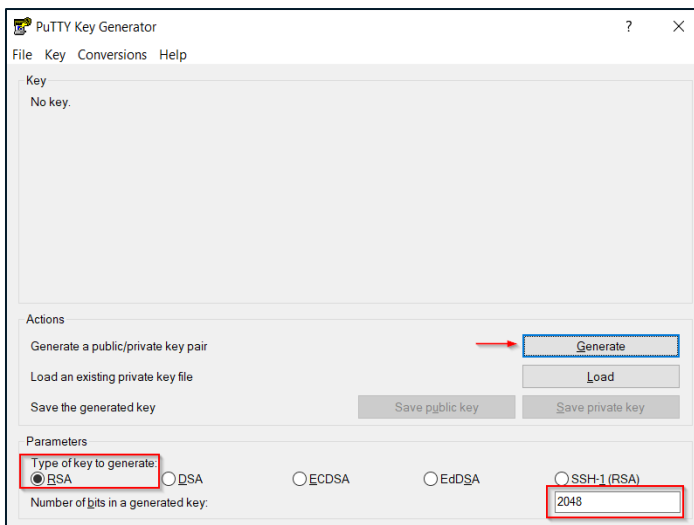 PuTTY Key Generator ? ×
File Key Conversions Help
Key
No key.
Actions
Generate a public/private key pair Generate
Load an existing private key file Load
Save the generated key Save public key Save private key
Parameters
Type of key to generate:
RSA DSA ECDSA EdDSA SSH-1 (RSA)
Number of bits in a generated key: 2048